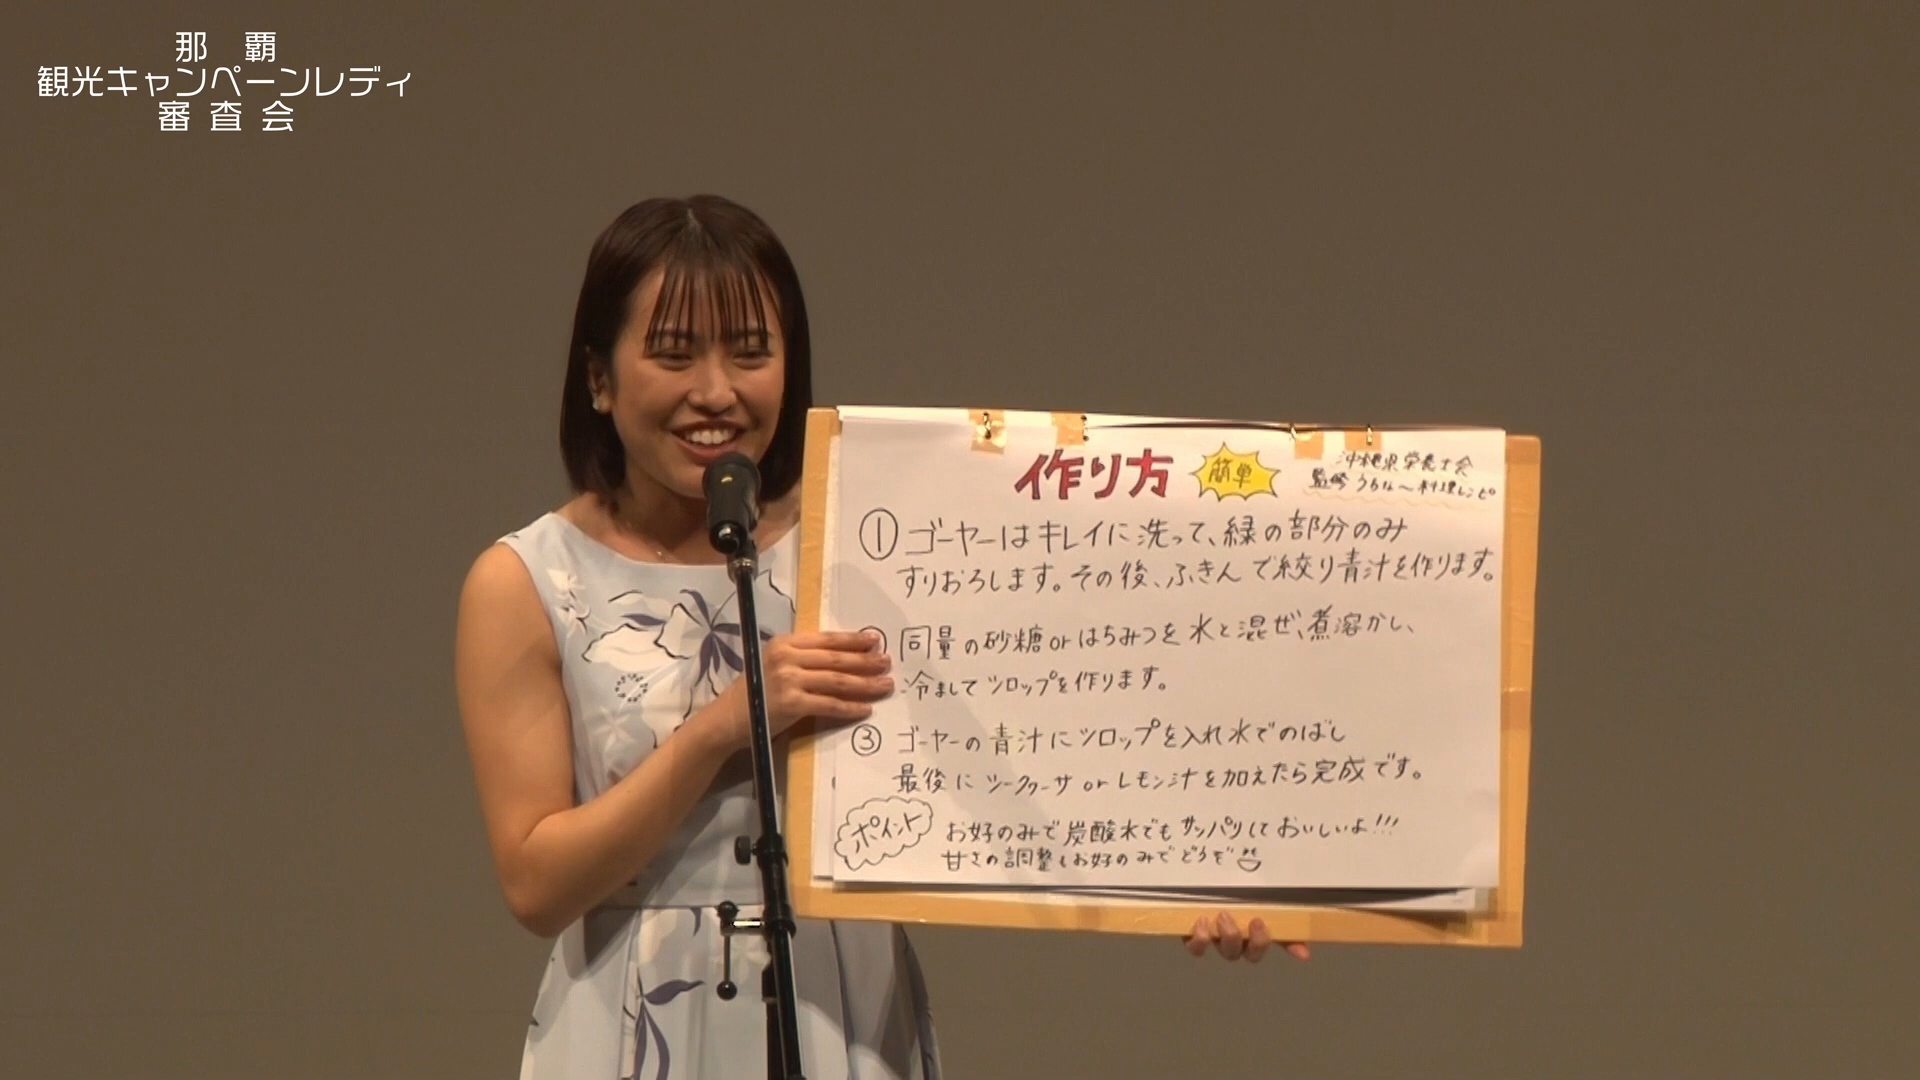 那覇
観光キャンペーンレディ
審査会
作り方
簡単
沖縄県栄養士会
監修 うちな～料理レシピ
①ゴーヤーはキレイに洗って、緑の部分のみ
すりおろします。その後、ふきんで絞り青汁を作ります。
同量の砂糖orはちみつを水と混ぜ、煮溶かし、
冷ましてシロップを作ります。
③ゴーヤーの青汁にシロップを入れ水でのばし
最後にシークヮーサorレモン汁を加えたら完成です。
ポイント
お好のみで炭酸水でもサッパリしておいしいよ!!!
甘さの調整もお好のみでどうぞ